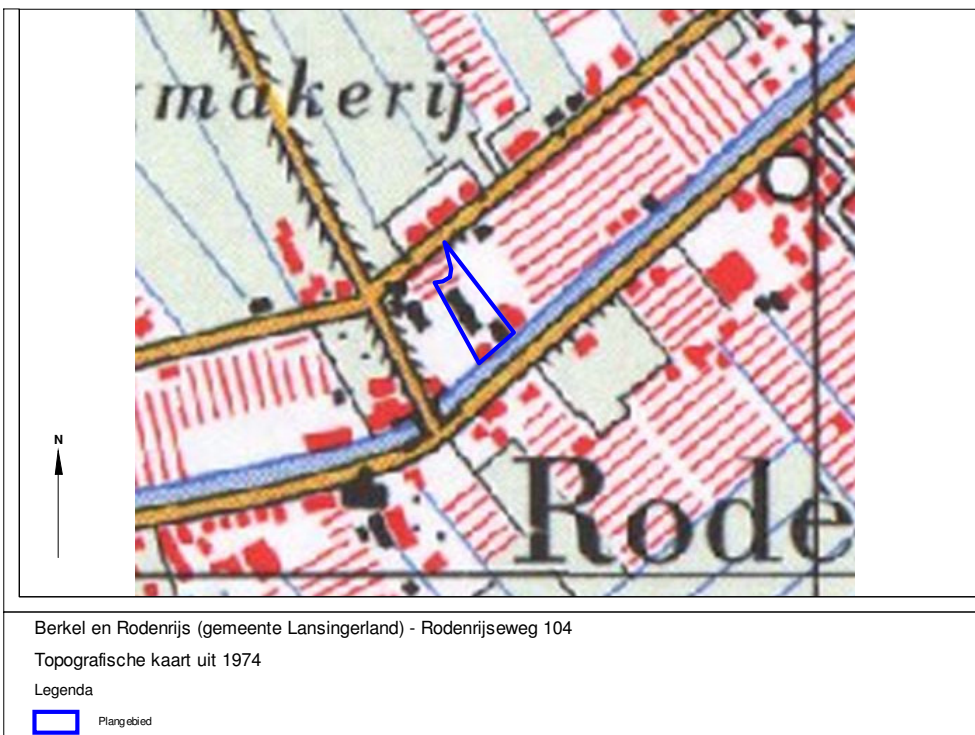 makerij
Rode
N
Berkel en Rodenrijs (gemeente Lansingerland) - Rodenrijseweg 104
Topografische kaart uit 1974
Legenda
Plangebied